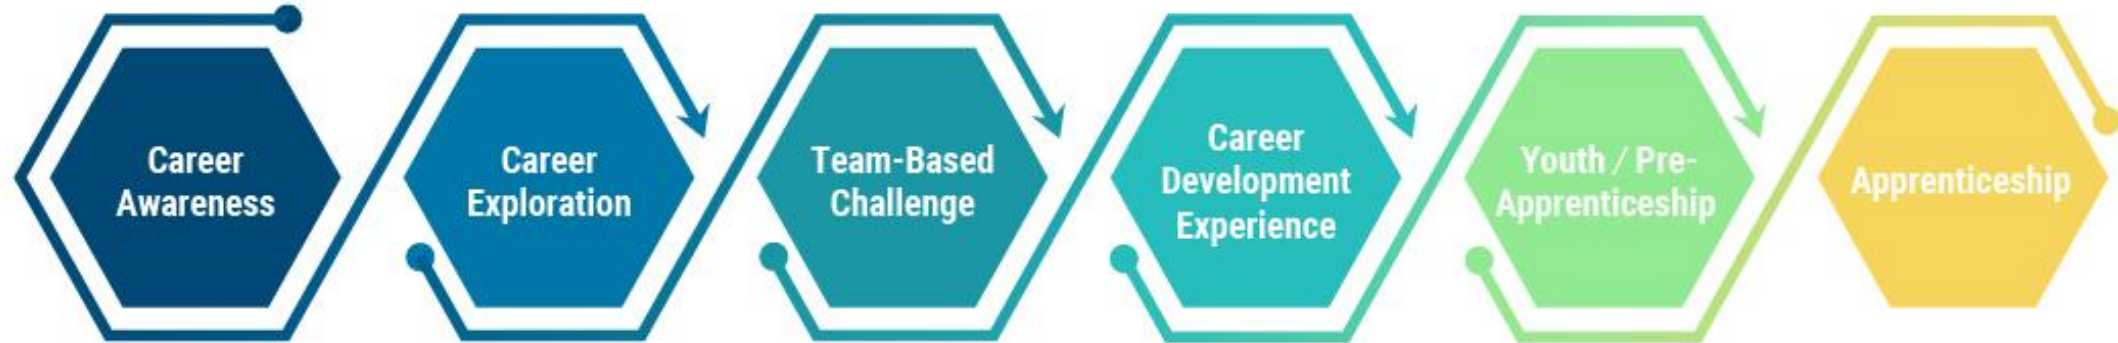 Career
Awareness
Career
Exploration
Team-Based
Challenge
Career
Development
Experience
Youth / Pre-
Apprenticeship
Apprenticeship